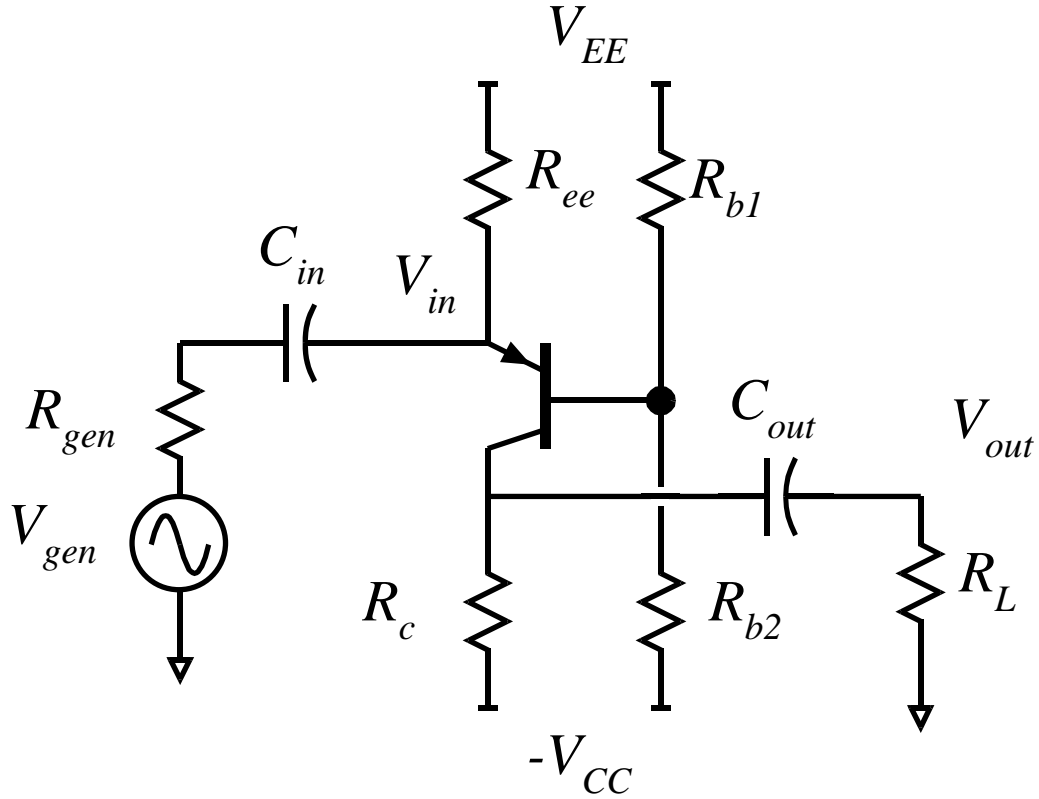 V_EE
R_ee
R_b1
C_in
V_in
R_gen
C_out
V_out
V_gen
R_c
R_b2
R_L
-V_CC